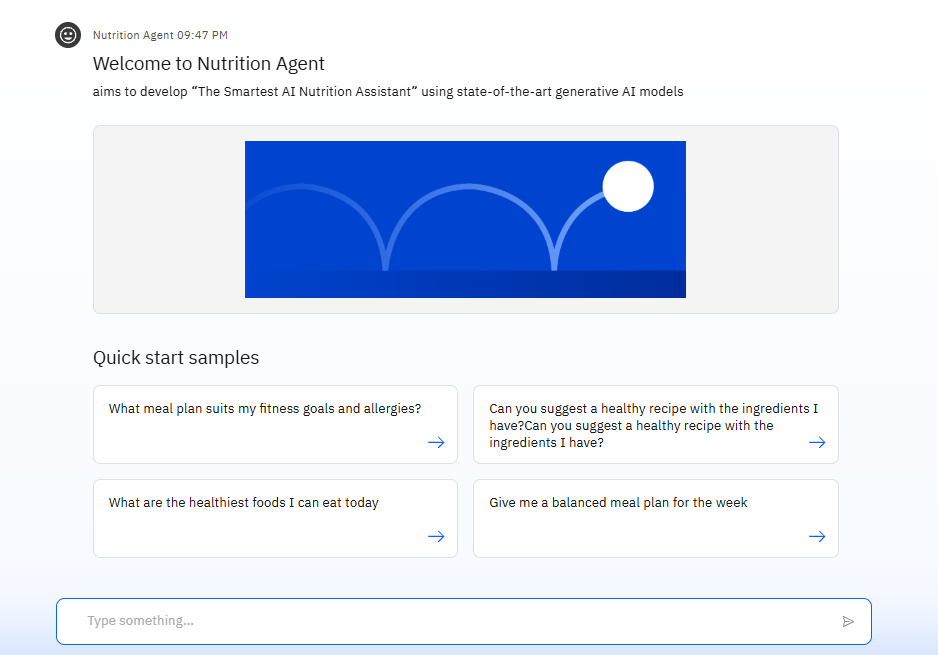 Nutrition Agent 09:47 PM
Welcome to Nutrition Agent
aims to develop “The Smartest AI Nutrition Assistant” using state-of-the-art generative AI models
Quick start samples
What meal plan suits my fitness goals and allergies?
Can you suggest a healthy recipe with the ingredients I
have?Can you suggest a healthy recipe with the
ingredients I have?
What are the healthiest foods I can eat today
Give me a balanced meal plan for the week
Type something...